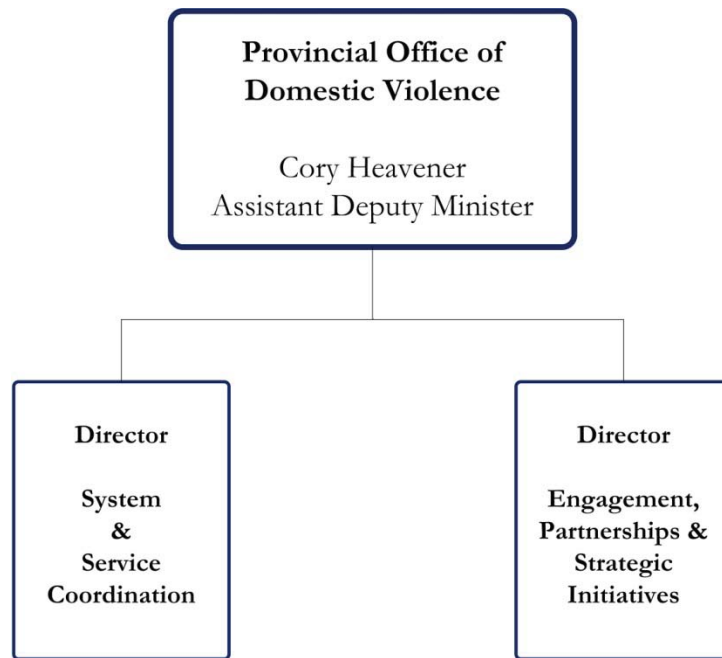 Provincial Office of
Domestic Violence
Cory Heavener
Assistant Deputy Minister
Director
System
&
Service
Coordination
Director
Engagement,
Partnerships &
Strategic
Initiatives